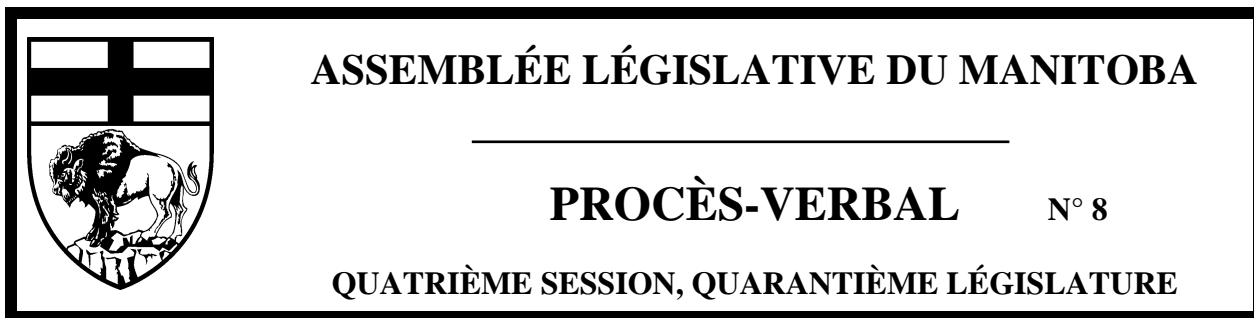 ASSEMBLÉE LÉGISLATIVE DU MANITOBA
PROCÈS-VERBAL N° 8
QUATRIÈME SESSION, QUARANTIÈME LÉGISLATURE